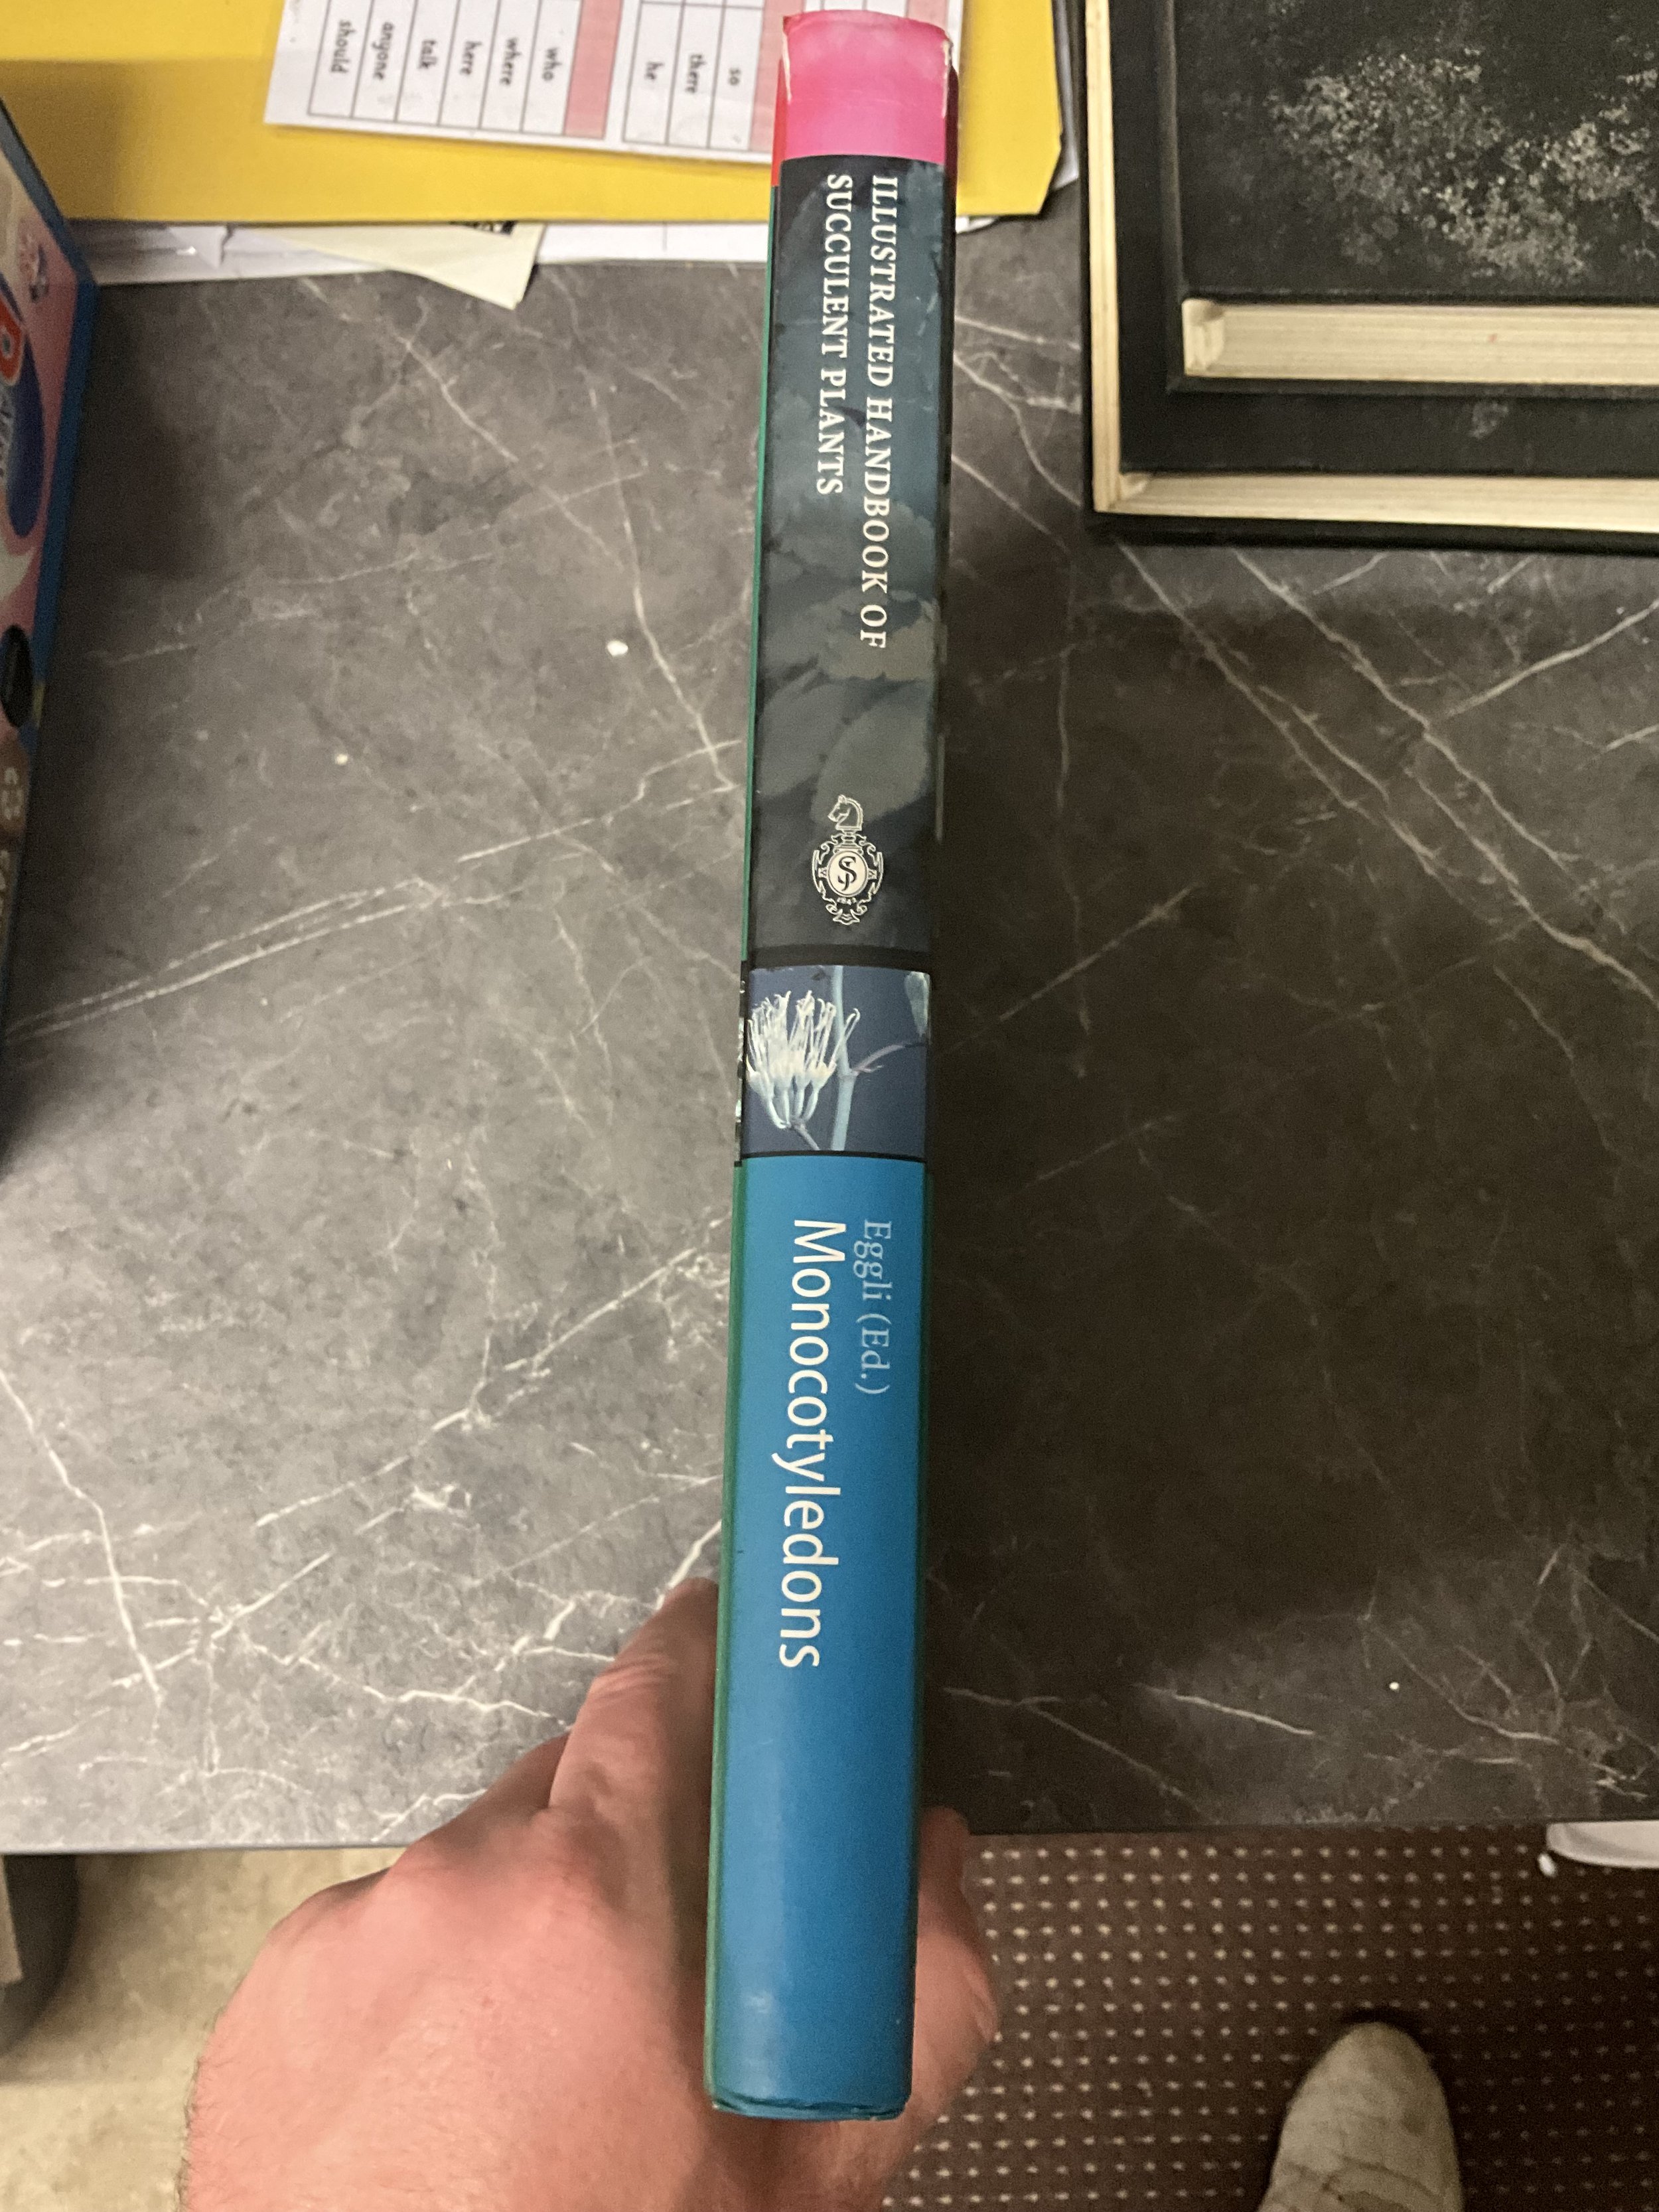 ILLUSTRATED HANDBOOK OF
SUCCULENT PLANTS
Eggli (Ed.)
Monocotyledons
so
there
he
who
where
here
talk
anyone
should